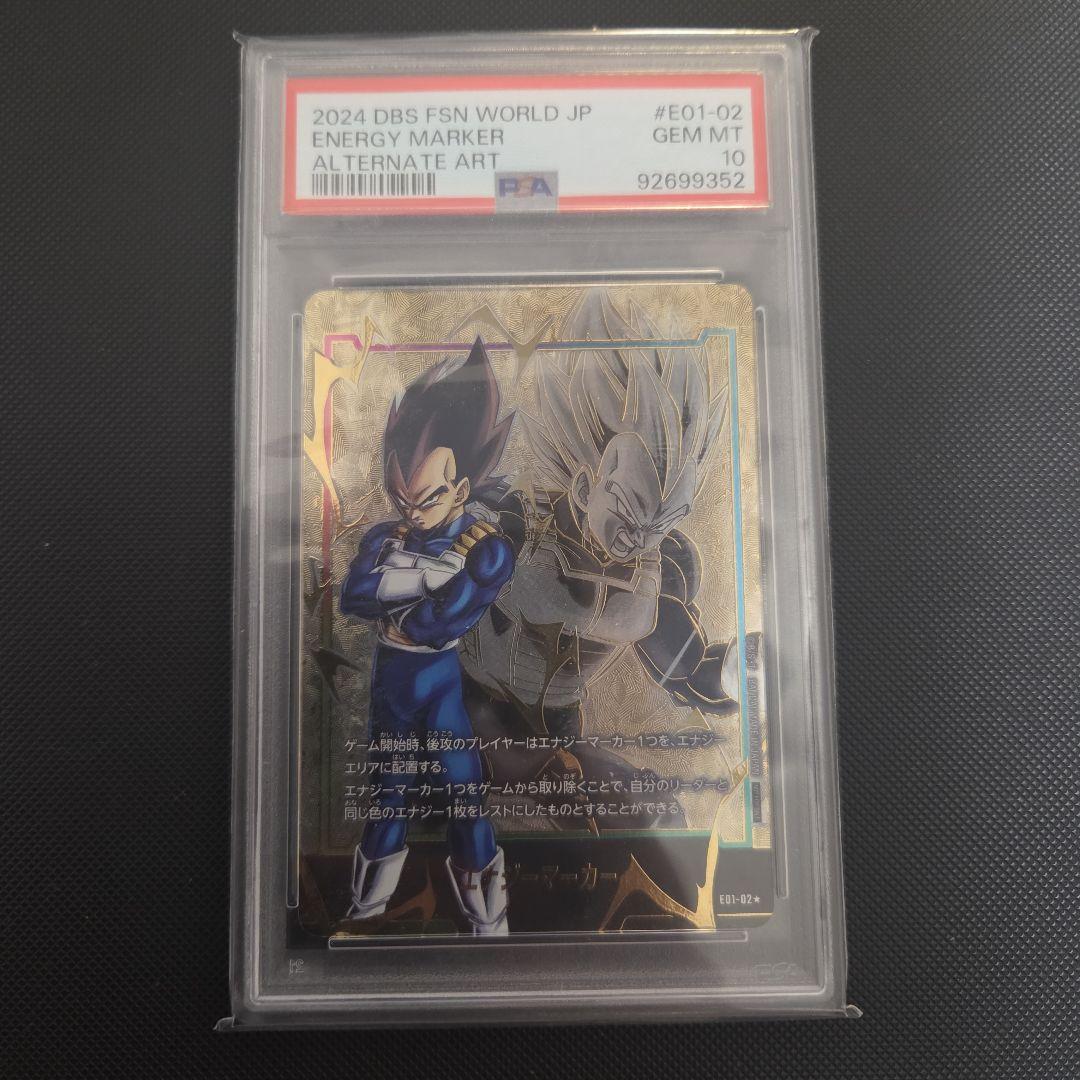 2024 DBS FSN WORLD JP #E01-02
ENERGY MARKER GEM MT
ALTERNATE ART 10
PSA 92699352
ゲーム開始時、後攻のプレイヤーはエナジーマーカー1つを、エナジー
エリアに配置する。
エナジーマーカー1つをゲームから取り除くことで、自分のリーダーと
同じ色のエナジー1枚をレストにしたものとすることができる。
エナジーマーカー
E01-02★